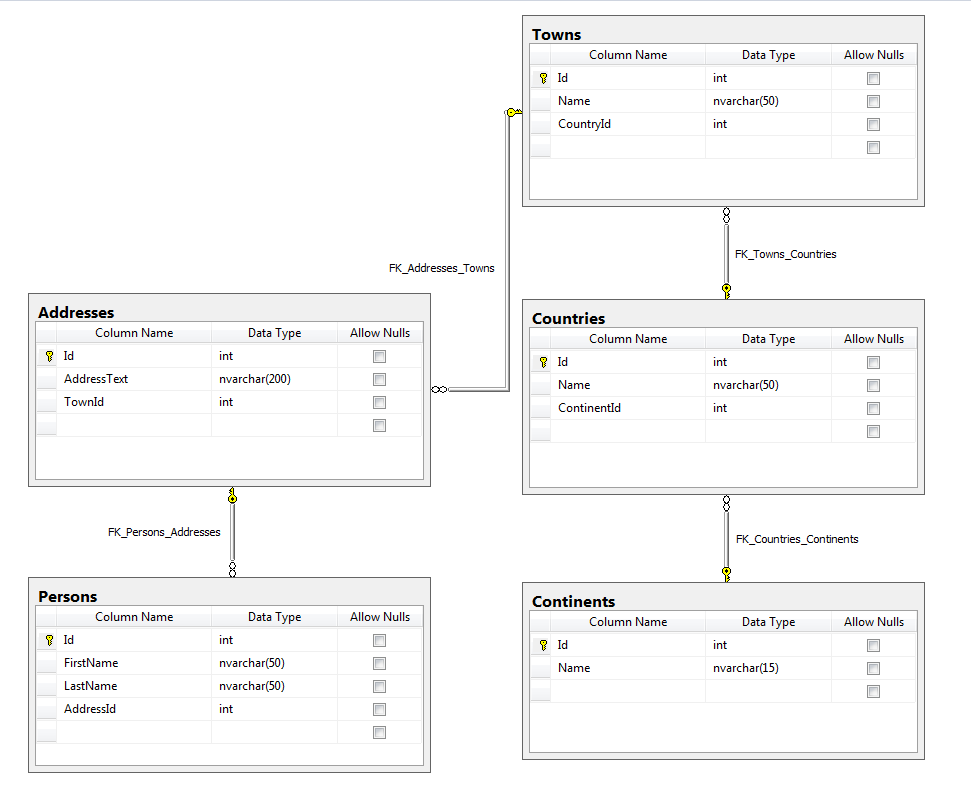 Towns
Column Name Data Type Allow Nulls
Id int
Name nvarchar(50)
CountryId int
FK_Towns_Countries
FK_Addresses_Towns
Addresses
Column Name Data Type Allow Nulls
Id int
AddressText nvarchar(200)
TownId int
Countries
Column Name Data Type Allow Nulls
Id int
Name nvarchar(50)
ContinentId int
FK_Persons_Addresses
FK_Countries_Continents
Persons
Column Name Data Type Allow Nulls
Id int
FirstName nvarchar(50)
LastName nvarchar(50)
AddressId int
Continents
Column Name Data Type Allow Nulls
Id int
Name nvarchar(15)